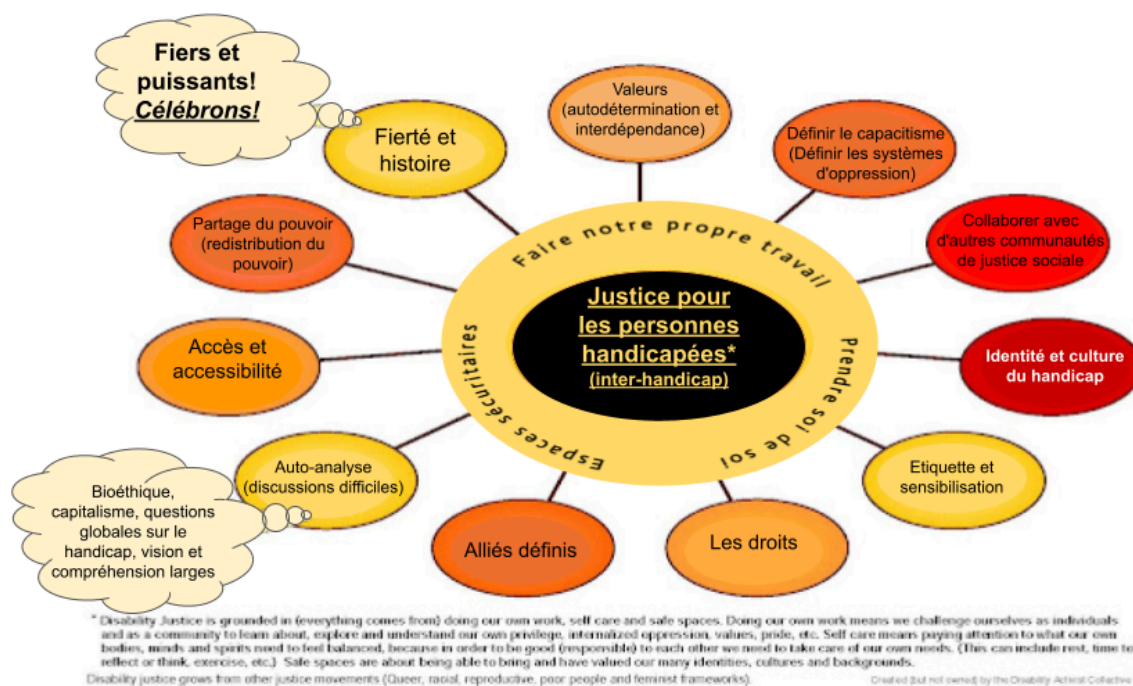 Fiers et
puissants!
Célébrons!
Fierté et
histoire
Valeurs
(autodétermination et
interdépendance)
Définir le capacitisme
(Définir les systèmes
d'oppression)
Partage du pouvoir
(redistribution du
pouvoir)
Collaborer avec
d'autres communautés
de justice sociale
Faire notre propre travail
Justice pour
les personnes
handicapées*
(inter-handicap)
Accès et
accessibilité
Identité et culture
du handicap
Espaces sécuritaires
Prendre soi de soi
Auto-analyse
(discussions difficiles)
Etiquette et
sensibilisation
Bioéthique,
capitalisme, questions
globales sur le
handicap, vision et
compréhension larges
Alliés définis
Les droits
* Disability Justice is grounded in (everything comes from) doing our own work, self care and safe spaces. Doing our own work means we challenge ourselves as individuals
and as a community to learn about, explore and understand our own privilege, internalized oppression, values, pride, etc. Self care means paying attention to what our own
bodies, minds and spirits need to feel balanced, because in order to be good (responsible) to each other we need to take care of our own needs. (This can include rest, time to
reflect or think, exercise, etc.) Safe spaces are about being able to bring and have valued our many identities, cultures and backgrounds.
Disability justice grows from other justice movements (Queer, racial, reproductive, poor people and feminist frameworks).
Created (but not owned) by the Disability Activist Collective